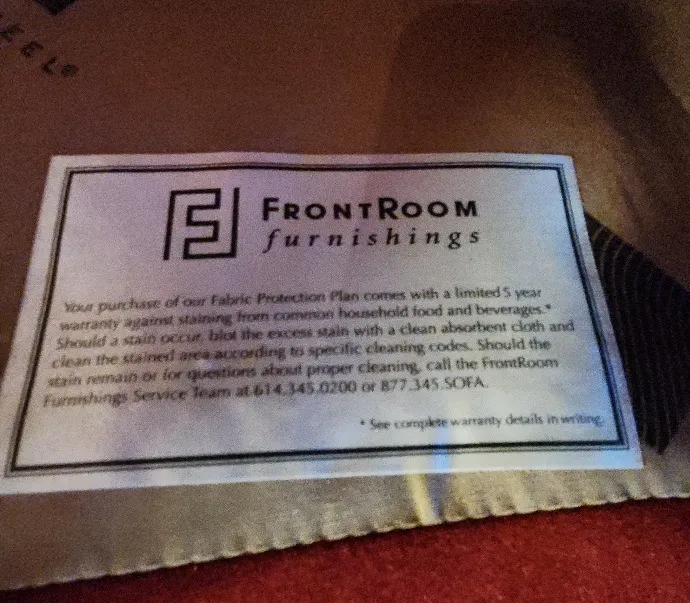 EEL®
FRONTROOM
furnishings
Your purchase of our Fabric Protection Plan comes with a limited 5 year
warranty against staining from common household food and beverages.*
Should a stain occur, blot the excess stain with a clean absorbent cloth and
clean the stained area according to specific cleaning codes. Should the
stain remain or for questions about proper cleaning, call the FrontRoom
Furnishings Service Team at 614.345.0200 or 877.345.SOFA.
* See complete warranty details in writing.